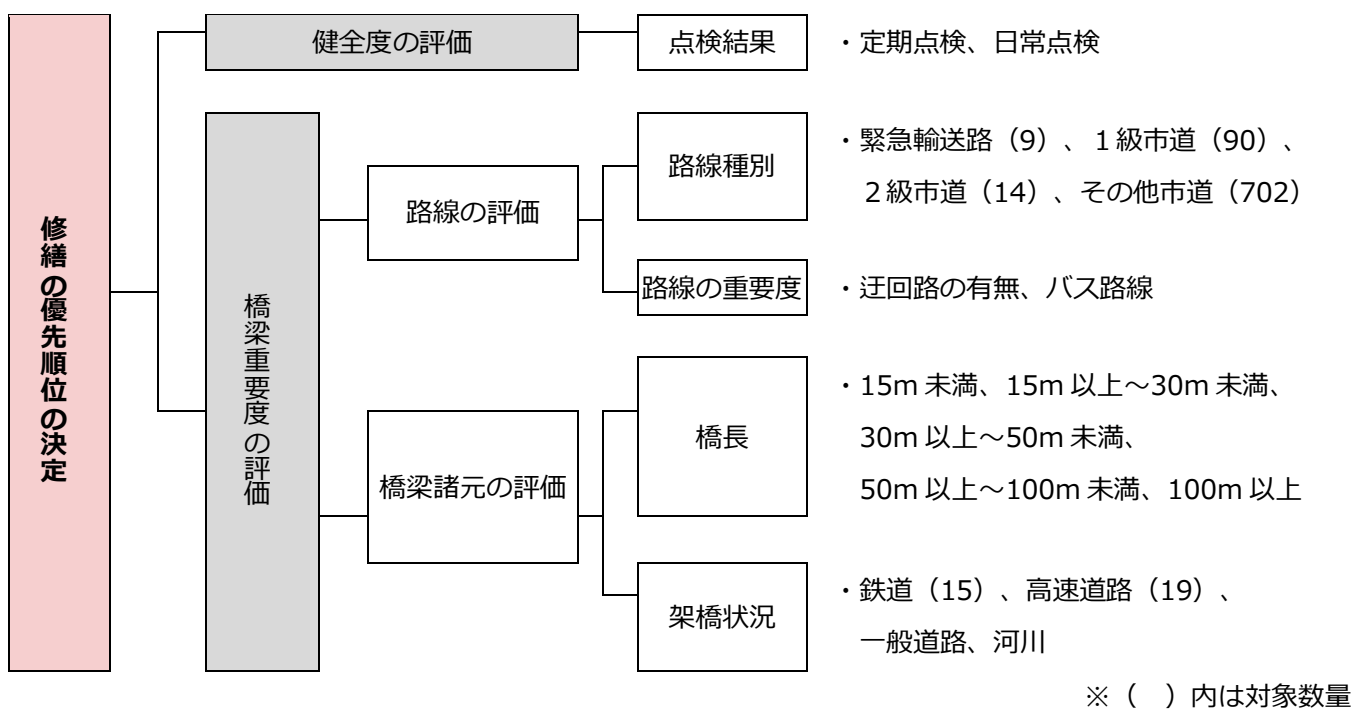 修繕の優先順位の決定
健全度の評価
点検結果
・定期点検、日常点検
橋梁重要度の評価
路線の評価
路線種別
・緊急輸送路（9）、１級市道（90）、
２級市道（14）、その他市道（702）
路線の重要度
・迂回路の有無、バス路線
橋梁諸元の評価
橋長
・15m 未満、15m 以上～30m 未満、
30m 以上～50m 未満、
50m 以上～100m 未満、100m 以上
架橋状況
・鉄道（15）、高速道路（19）、
一般道路、河川
※（　）内は対象数量